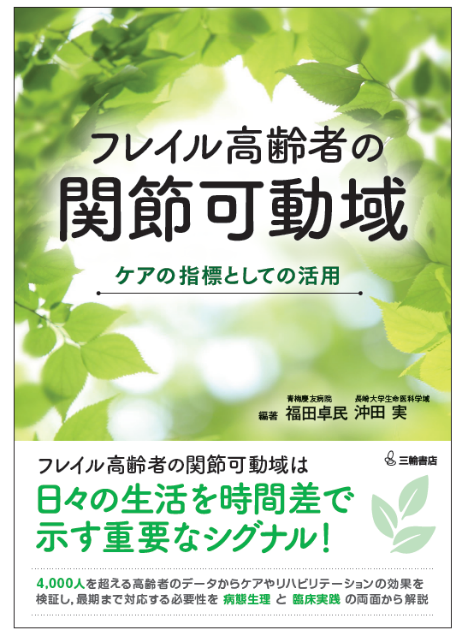 フレイル高齢者の
関節可動域
ケアの指標としての活用
青梅慶友病院 長崎大学生命医科学域
編著 福田卓民 沖田 実
三輪書店
フレイル高齢者の関節可動域は
日々の生活を時間差で
示す重要なシグナル!
4,000人を超える高齢者のデータからケアやリハビリテーションの効果を
検証し,最期まで対応する必要性を 病態生理 と 臨床実践 の両面から解説